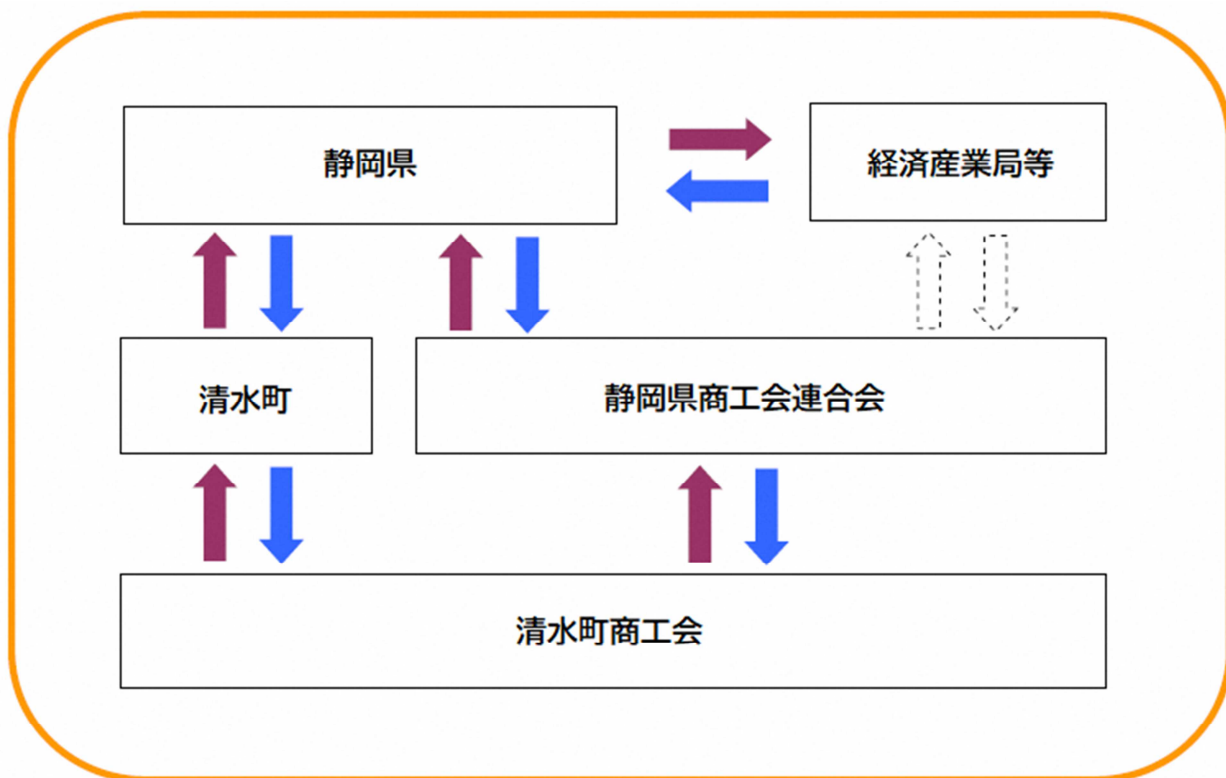 静岡県
経済産業局等
清水町
静岡県商工会連合会
清水町商工会